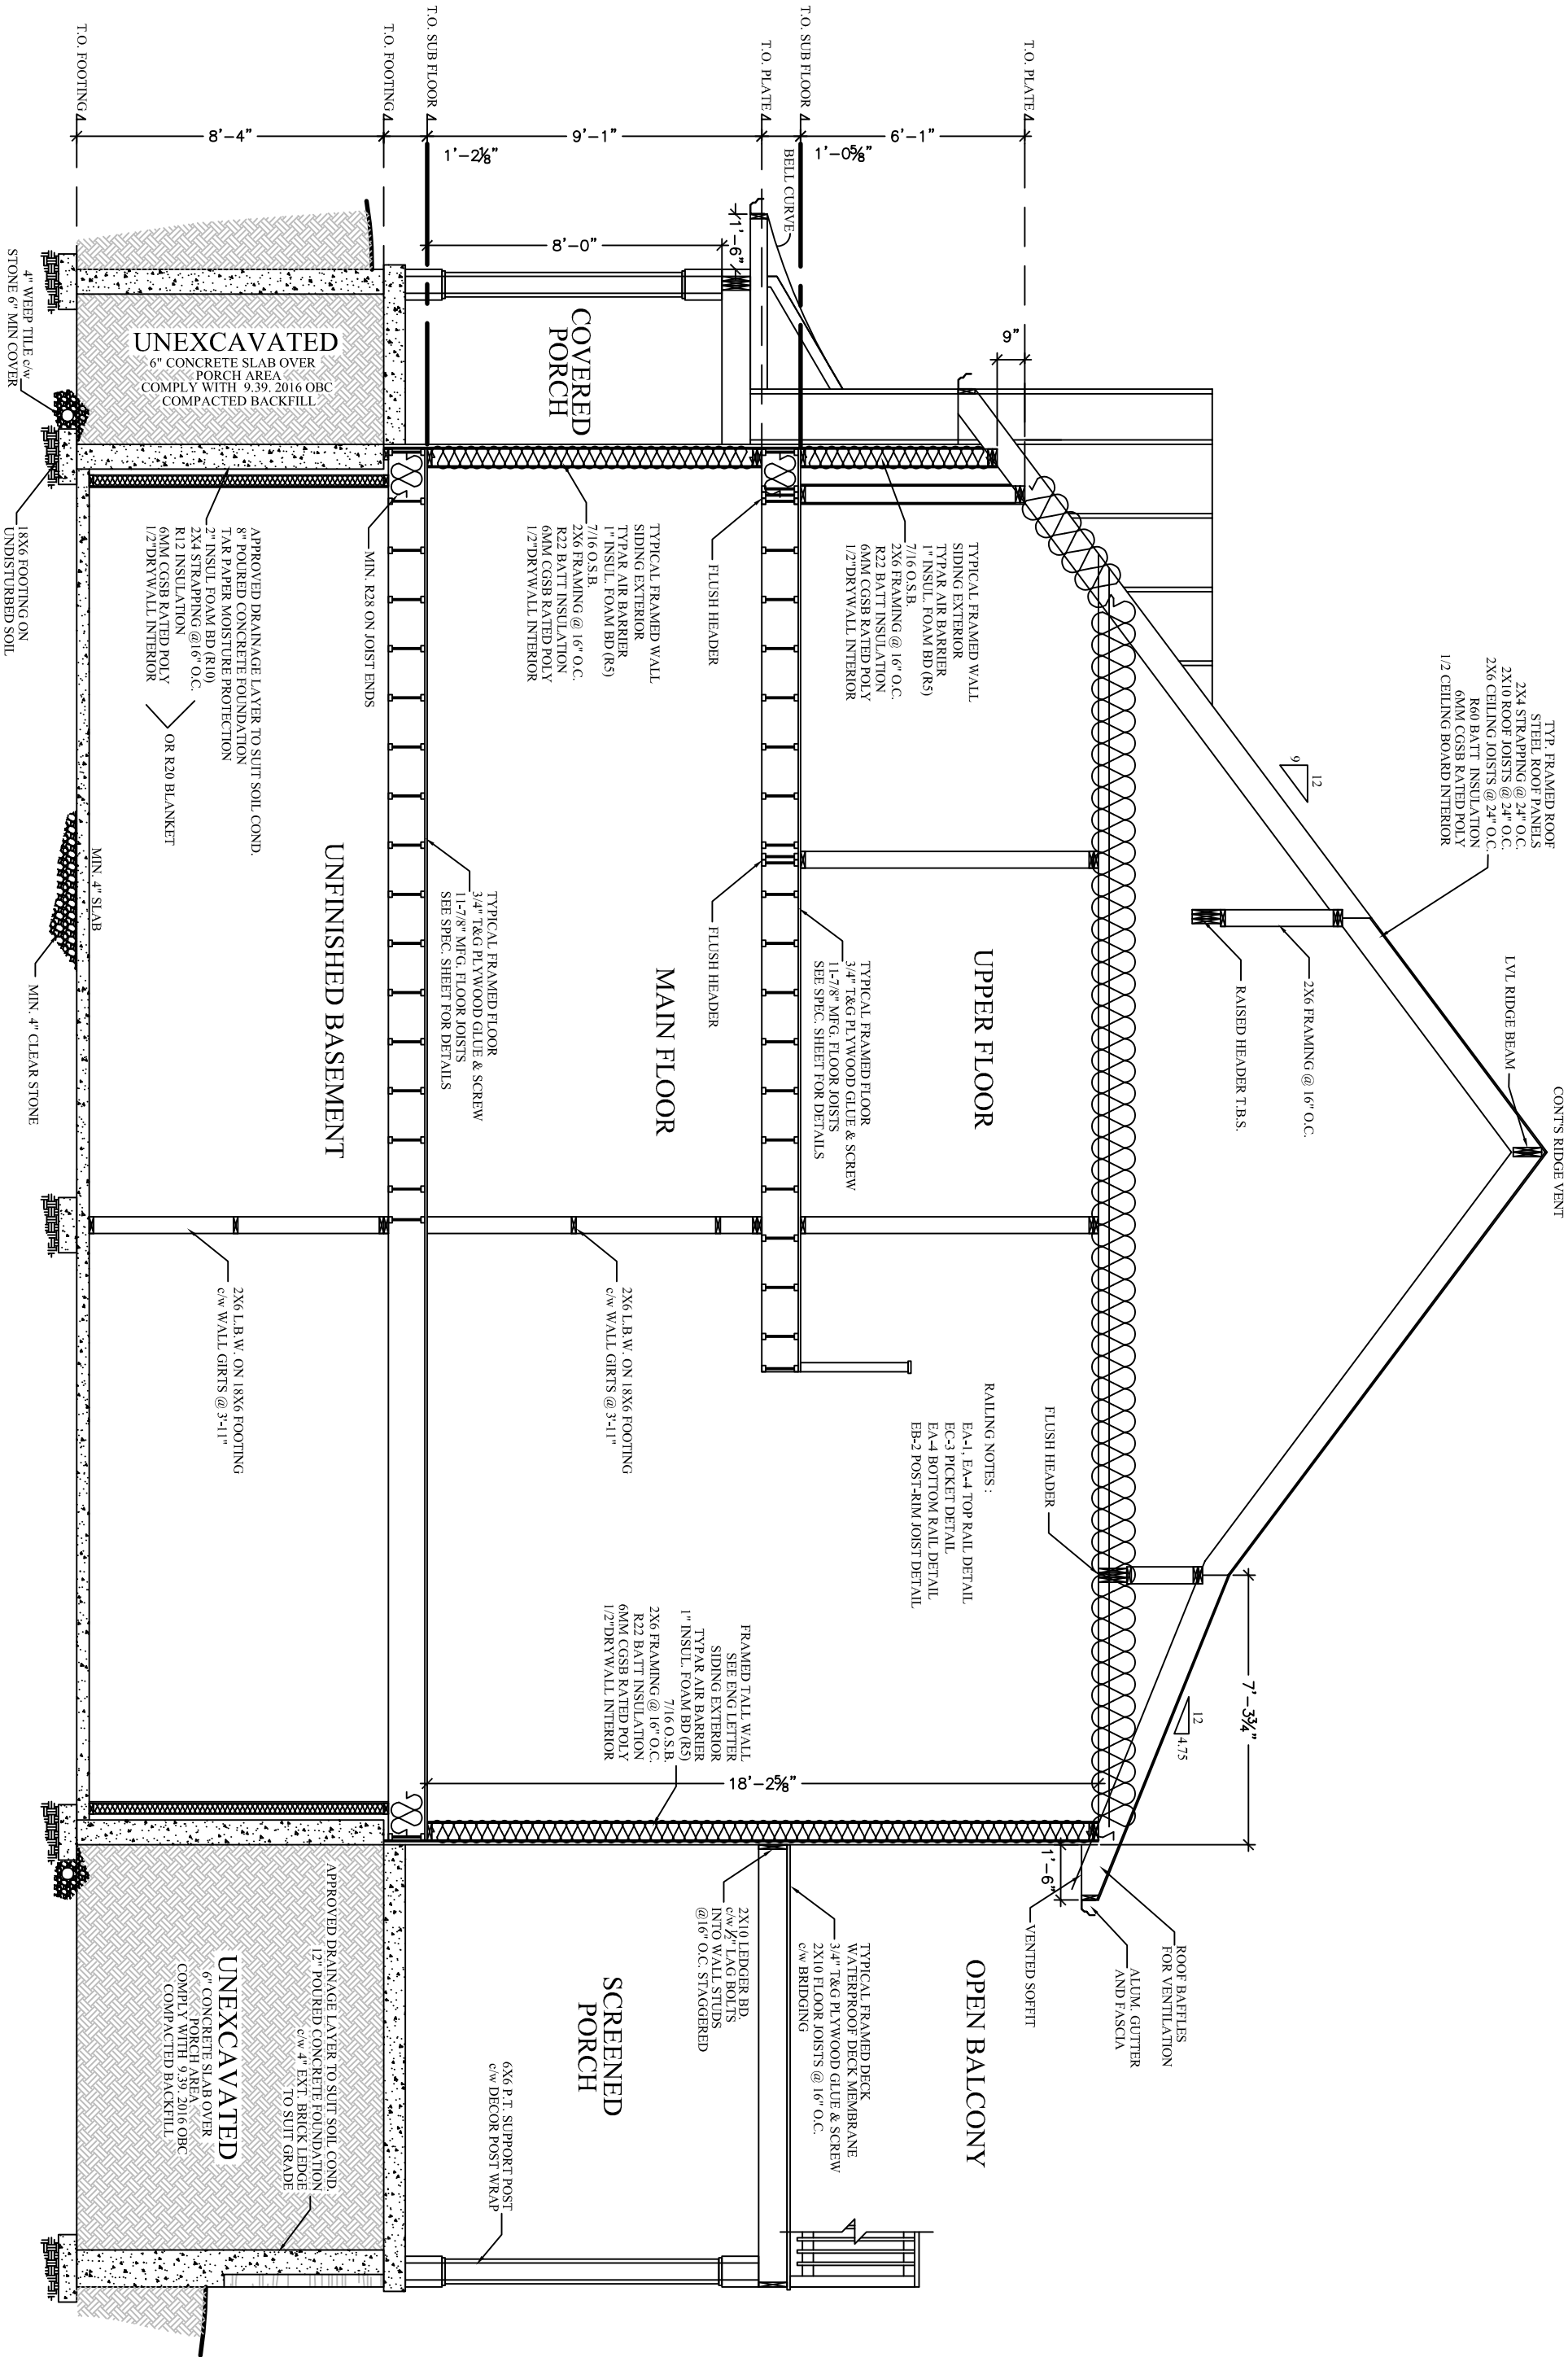 CONT'S RIDGE VENT
LVL RIDGE BEAM
TYP. FRAMED ROOF
STEEL ROOF PANELS
2X4 STRAPPING @ 24" O.C.
2X10 ROOF JOISTS @ 24" O.C.
2X6 CEILING JOISTS @ 24" O.C.
R60 BATT INSULATION
6MM CGSB RATED POLY
1/2 CEILING BOARD INTERIOR
12
9
2X6 FRAMING @ 16" O.C.
RAISED HEADER T.B.S.
7'-3¾"
12
4.75
ROOF BAFFLES
FOR VENTILATION
ALUM. GUTTER
AND FASCIA
VENTED SOFFIT
1'-6"
FLUSH HEADER
T.O. PLATE
6'-1"
9"
T.O. SUB FLOOR
1'-0⅝"
T.O. PLATE
BELL CURVE
1'-6"
9'-1"
8'-0"
T.O. SUB FLOOR
1'-2⅛"
T.O. FOOTING
8'-4"
T.O. FOOTING
TYPICAL FRAMED WALL
SIDING EXTERIOR
TYPAR AIR BARRIER
1" INSUL. FOAM BD (R5)
7/16 O.S.B.
2X6 FRAMING @ 16" O.C.
R22 BATT INSULATION
6MM CGSB RATED POLY
1/2"DRYWALL INTERIOR
UPPER FLOOR
RAILING NOTES :
EA-1, EA-4 TOP RAIL DETAIL
EC-3 PICKET DETAIL
EA-4 BOTTOM RAIL DETAIL
EB-2 POST-RIM JOIST DETAIL
OPEN BALCONY
TYPICAL FRAMED FLOOR
3/4" T&G PLYWOOD GLUE & SCREW
11-7/8" MFG. FLOOR JOISTS
SEE SPEC. SHEET FOR DETAILS
TYPICAL FRAMED DECK
WATERPROOF DECK MEMBRANE
3/4" T&G PLYWOOD GLUE & SCREW
2X10 FLOOR JOISTS @ 16" O.C.
c/w BRIDGING
FLUSH HEADER
FLUSH HEADER
18'-2⅝"
FRAMED TALL WALL
SEE ENG LETTER
SIDING EXTERIOR
TYPAR AIR BARRIER
1" INSUL. FOAM BD (R5)
7/16 O.S.B.
2X6 FRAMING @ 16" O.C.
R22 BATT INSULATION
6MM CGSB RATED POLY
1/2"DRYWALL INTERIOR
2X10 LEDGER BD.
c/w ½" LAG BOLTS
INTO WALL STUDS
@16" O.C. STAGGERED
COVERED
PORCH
TYPICAL FRAMED WALL
SIDING EXTERIOR
TYPAR AIR BARRIER
1" INSUL. FOAM BD (R5)
7/16 O.S.B.
2X6 FRAMING @ 16" O.C.
R22 BATT INSULATION
6MM CGSB RATED POLY
1/2"DRYWALL INTERIOR
MAIN FLOOR
2X6 L.B.W. ON 18X6 FOOTING
c/w WALL GIRTS @ 3'-11"
SCREENED
PORCH
6X6 P.T. SUPPORT POST
c/w DECOR POST WRAP
TYPICAL FRAMED FLOOR
3/4" T&G PLYWOOD GLUE & SCREW
11-7/8" MFG. FLOOR JOISTS
SEE SPEC. SHEET FOR DETAILS
MIN. R28 ON JOIST ENDS
UNFINISHED BASEMENT
UNEXCAVATED
6" CONCRETE SLAB OVER
PORCH AREA
COMPLY WITH 9.39. 2016 OBC
COMPACTED BACKFILL
APPROVED DRAINAGE LAYER TO SUIT SOIL COND.
8" POURED CONCRETE FOUNDATION
TAR PAPER MOISTURE PROTECTION
2" INSUL FOAM BD (R10)
2X4 STRAPPING @16" O.C.
R12 INSULATION
6MM CGSB RATED POLY
1/2"DRYWALL INTERIOR
OR R20 BLANKET
2X6 L.B.W. ON 18X6 FOOTING
c/w WALL GIRTS @ 3'-11"
APPROVED DRAINAGE LAYER TO SUIT SOIL COND.
12" POURED CONCRETE FOUNDATION
c/w 4" EXT. BRICK LEDGE
TO SUIT GRADE
UNEXCAVATED
6" CONCRETE SLAB OVER
PORCH AREA
COMPLY WITH 9.39. 2016 OBC
COMPACTED BACKFILL
MIN. 4" SLAB
MIN. 4" CLEAR STONE
4" WEEP TILE c/w
STONE 6" MIN COVER
18X6 FOOTING ON
UNDISTURBED SOIL